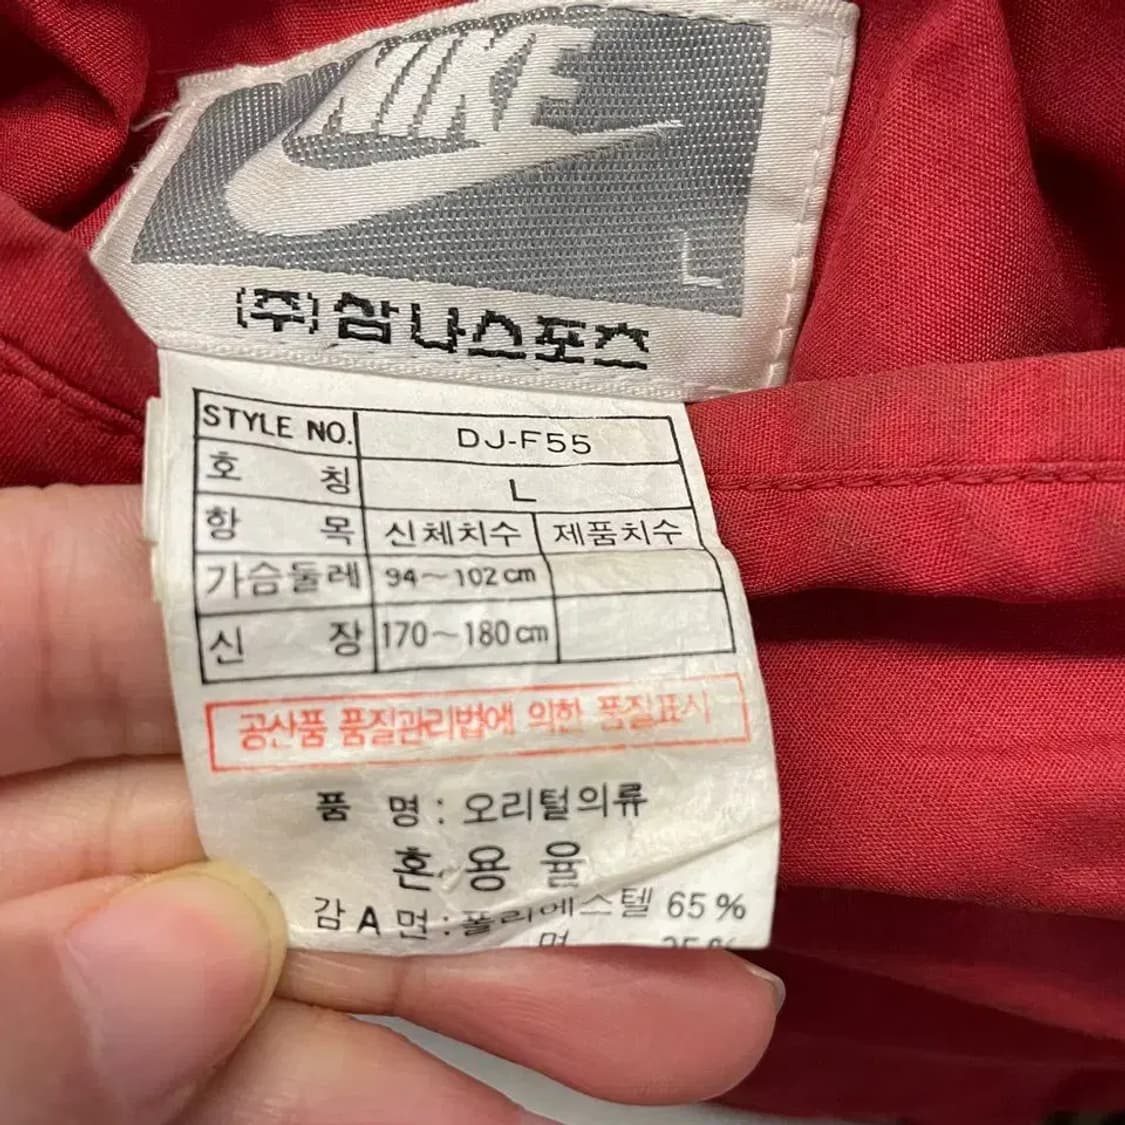 NIKE
L
(주)삼나스포츠
STYLE NO. DJ-F55
호 칭 L
항 목 신체치수 제품치수
가슴둘레 94~102cm
신 장 170~180cm
공산품 품질관리법에 의한 품질표시
품 명 : 오리털의류
혼 용 율
감 A 면 : 폴리에스텔 65%
면